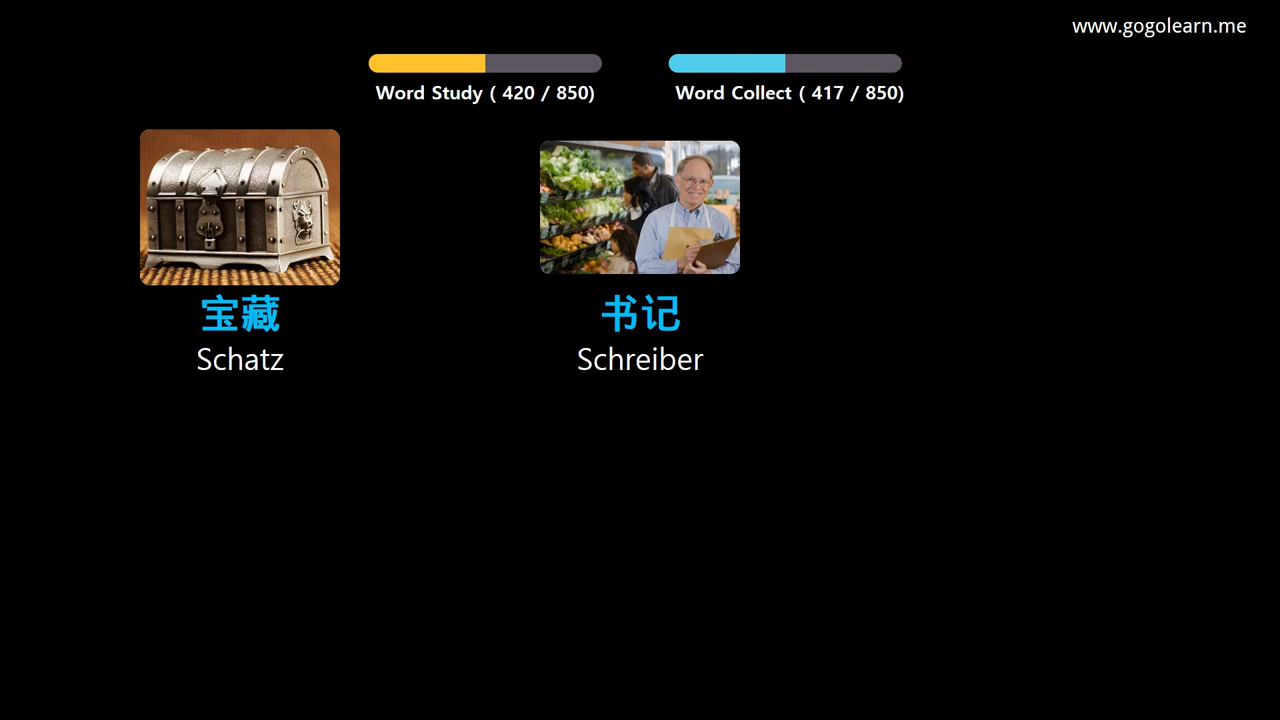 www.gogolearn.me
Word Study ( 420 / 850)
Word Collect ( 417 / 850)
宝藏
Schatz
书记
Schreiber